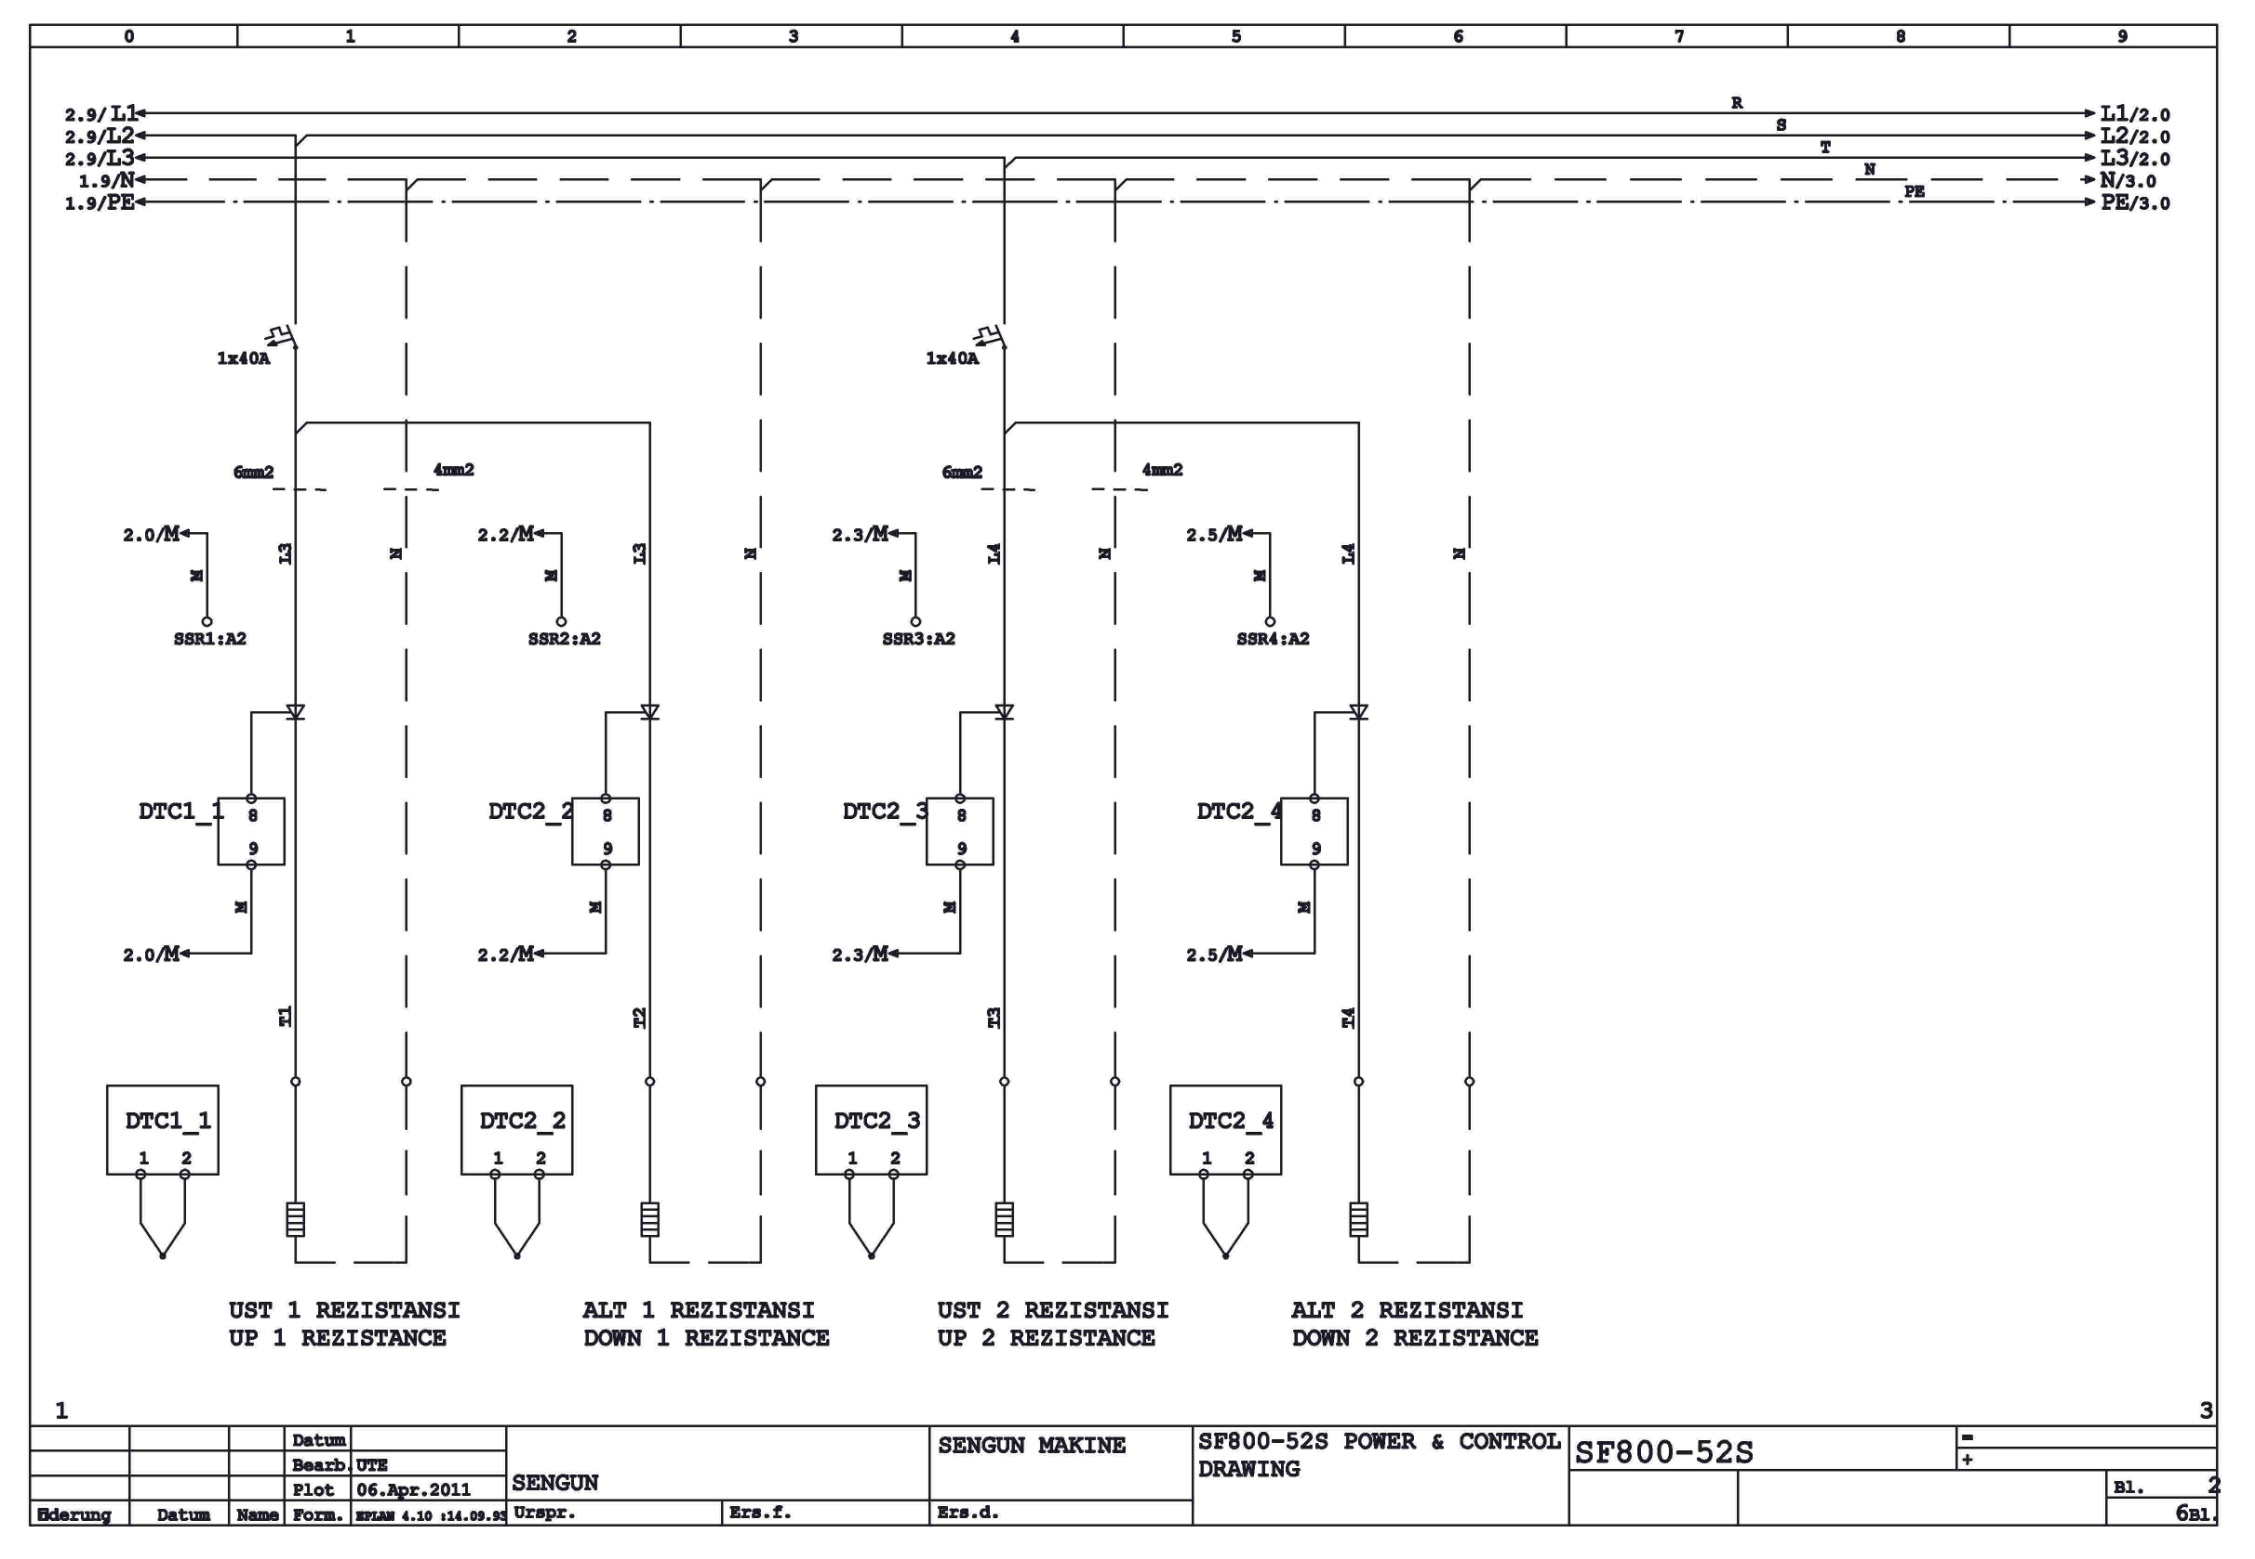 0 1 2 3 4 5 6 7 8 9
R
2.9/L1 L1/2.0
S
2.9/L2 L2/2.0
T
2.9/L3 L3/2.0
N
1.9/N N/3.0
PE
1.9/PE PE/3.0
1x40A 1x40A
6mm2 4mm2 6mm2 4mm2
2.0/M 2.2/M 2.3/M 2.5/M
L3 N L3 N L4 N L4 N
M M M M
SSR1:A2 SSR2:A2 SSR3:A2 SSR4:A2
DTC1_1 8 DTC2_2 8 DTC2_3 8 DTC2_4 8
9 9 9 9
M M M M
2.0/M 2.2/M 2.3/M 2.5/M
T1 T2 T3 T4
DTC1_1 DTC2_2 DTC2_3 DTC2_4
1 2 1 2 1 2 1 2
UST 1 REZISTANSI ALT 1 REZISTANSI UST 2 REZISTANSI ALT 2 REZISTANSI
UP 1 REZISTANCE DOWN 1 REZISTANCE UP 2 REZISTANCE DOWN 2 REZISTANCE
1 3
Datum
Bearb. UTE
Plot 06.Apr.2011
Datum Name Form. EPLAN 4.10 :14.09.93
SENGUN
Urspr. Ers.f. Ers.d.
SENGUN MAKINE
SF800-52S POWER & CONTROL
DRAWING
SF800-52S
=
+
Bl. 2
6Bl.